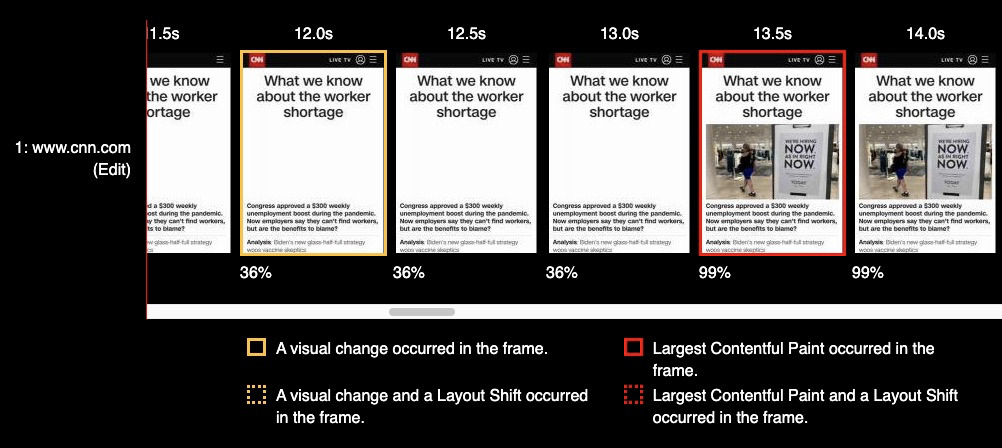 1.5s
12.0s
12.5s
13.0s
13.5s
14.0s
1: www.cnn.com
(Edit)
we know
the worker
ortage
ved a $300 weekly
oost during the pandemic.
ay they can't find workers,
ts to blame?
new glass-half-full strategy
woos vaccine skeptics
CNN
LIVE TV
What we know
about the worker
shortage
Congress approved a $300 weekly
unemployment boost during the pandemic.
Now employers say they can't find workers,
but are the benefits to blame?
Analysis: Biden's new glass-half-full strategy
woos vaccine skeptics
CNN
LIVE TV
What we know
about the worker
shortage
Congress approved a $300 weekly
unemployment boost during the pandemic.
Now employers say they can't find workers,
but are the benefits to blame?
Analysis: Biden's new glass-half-full strategy
woos vaccine skeptics
CNN
LIVE TV
What we know
about the worker
shortage
Congress approved a $300 weekly
unemployment boost during the pandemic.
Now employers say they can't find workers,
but are the benefits to blame?
Analysis: Biden's new glass-half-full strategy
woos vaccine skeptics
CNN
LIVE TV
What we know
about the worker
shortage
WE'RE HIRING
NOW.
AS IN RIGHT
NOW.
TODAY
Congress approved a $300 weekly
unemployment boost during the pandemic.
Now employers say they can't find workers,
but are the benefits to blame?
Analysis: Biden's new glass-half-full strategy
woos vaccine skeptics
CNN
LIVE TV
What we know
about the worker
shortage
WE'RE HIRING
NOW.
AS IN RIGHT
NOW.
TODAY
Congress approved a $300 weekly
unemployment boost during the pandemic.
Now employers say they can't find workers,
but are the benefits to blame?
Analysis: Biden's new glass-half-full strategy
woos vaccine skeptics
36%
36%
36%
99%
99%
A visual change occurred in the frame.
Largest Contentful Paint occurred in the
frame.
A visual change and a Layout Shift occurred
in the frame.
Largest Contentful Paint and a Layout Shift
occurred in the frame.